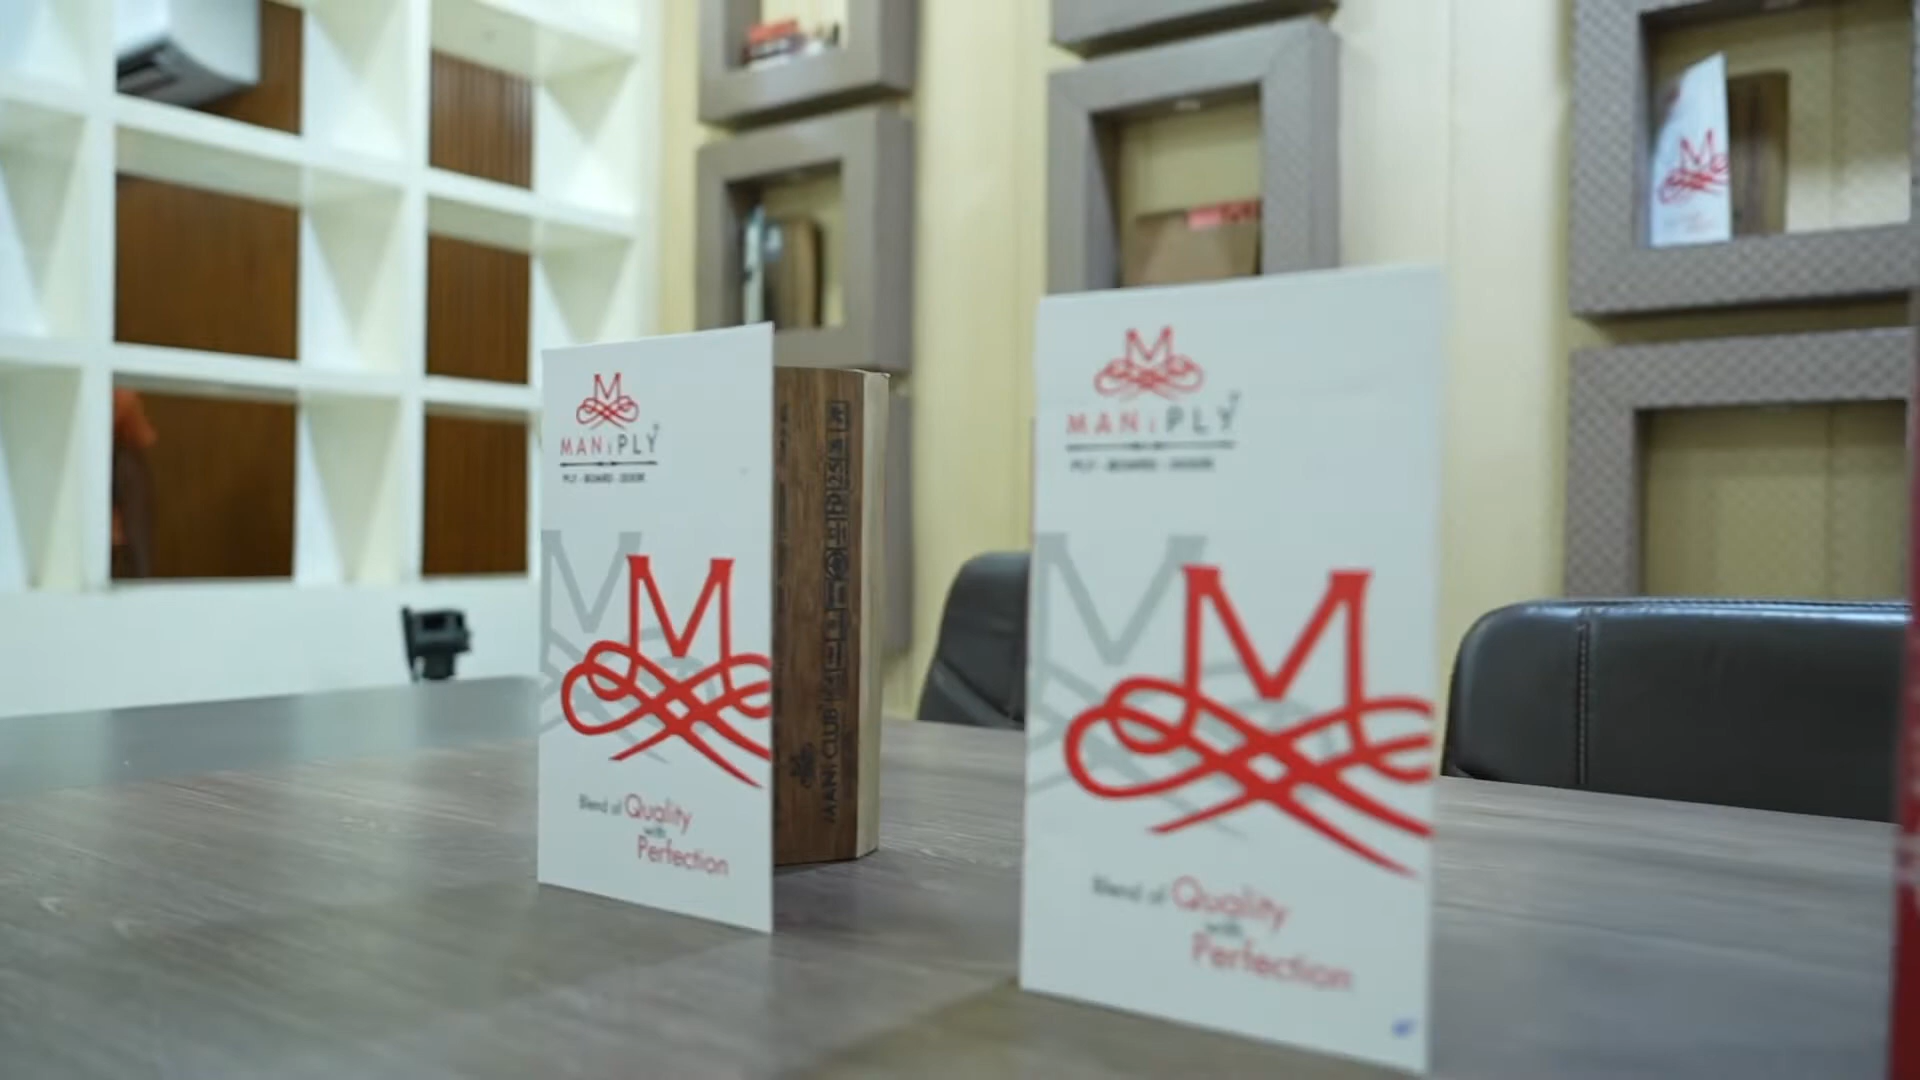 M
MANiPLY
PLY - BOARD - DOOR
M
M
Blend of Quality
with
Perfection
MANI CLUB
M
MANiPLY
PLY - BOARD - DOOR
M
M
Blend of Quality
with
Perfection
M